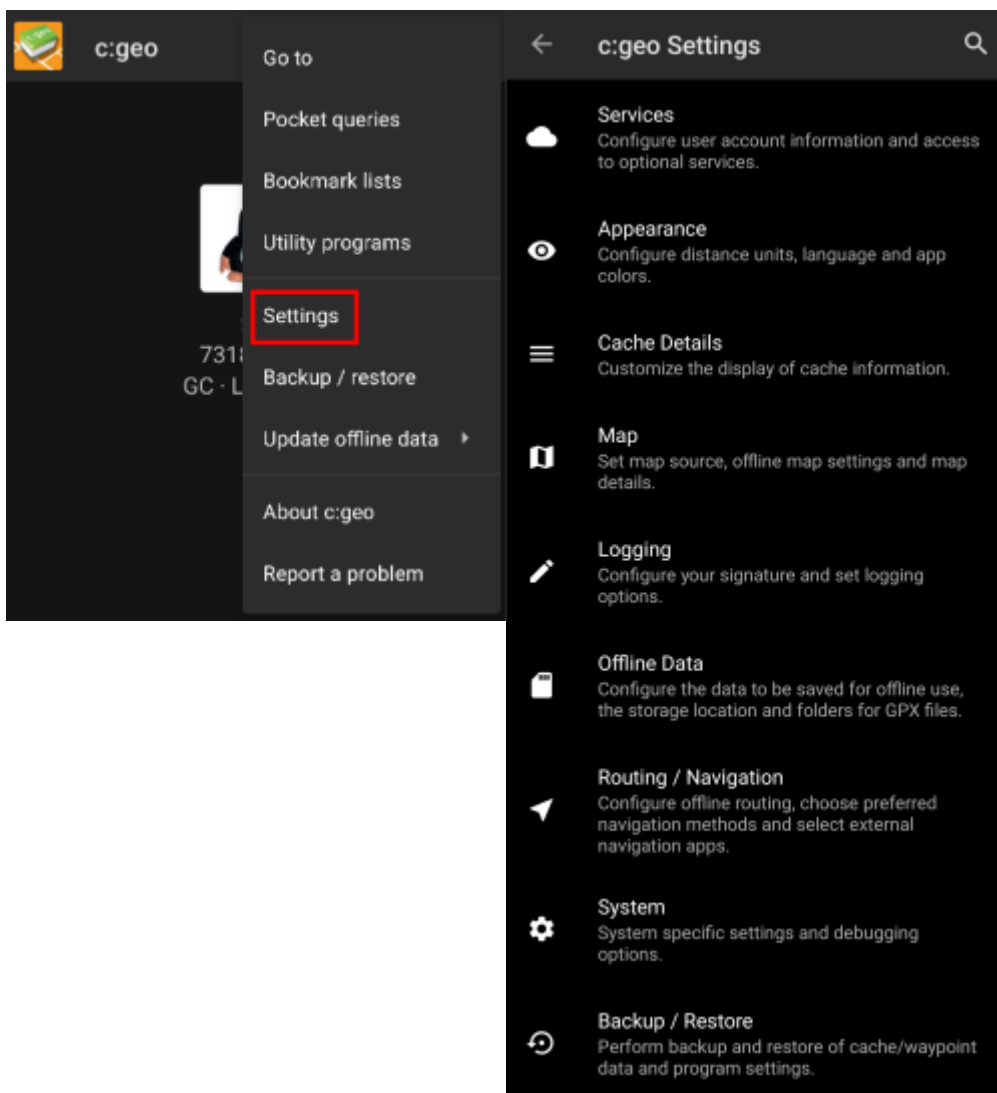 c:geo
Go to
Pocket queries
Bookmark lists
Utility programs
Settings
7318
GC · L
Backup / restore
Update offline data
About c:geo
Report a problem
c:geo Settings
Services
Configure user account information and access
to optional services.
Appearance
Configure distance units, language and app
colors.
Cache Details
Customize the display of cache information.
Map
Set map source, offline map settings and map
details.
Logging
Configure your signature and set logging
options.
Offline Data
Configure the data to be saved for offline use,
the storage location and folders for GPX files.
Routing / Navigation
Configure offline routing, choose preferred
navigation methods and select external
navigation apps.
System
System specific settings and debugging
options.
Backup / Restore
Perform backup and restore of cache/waypoint
data and program settings.